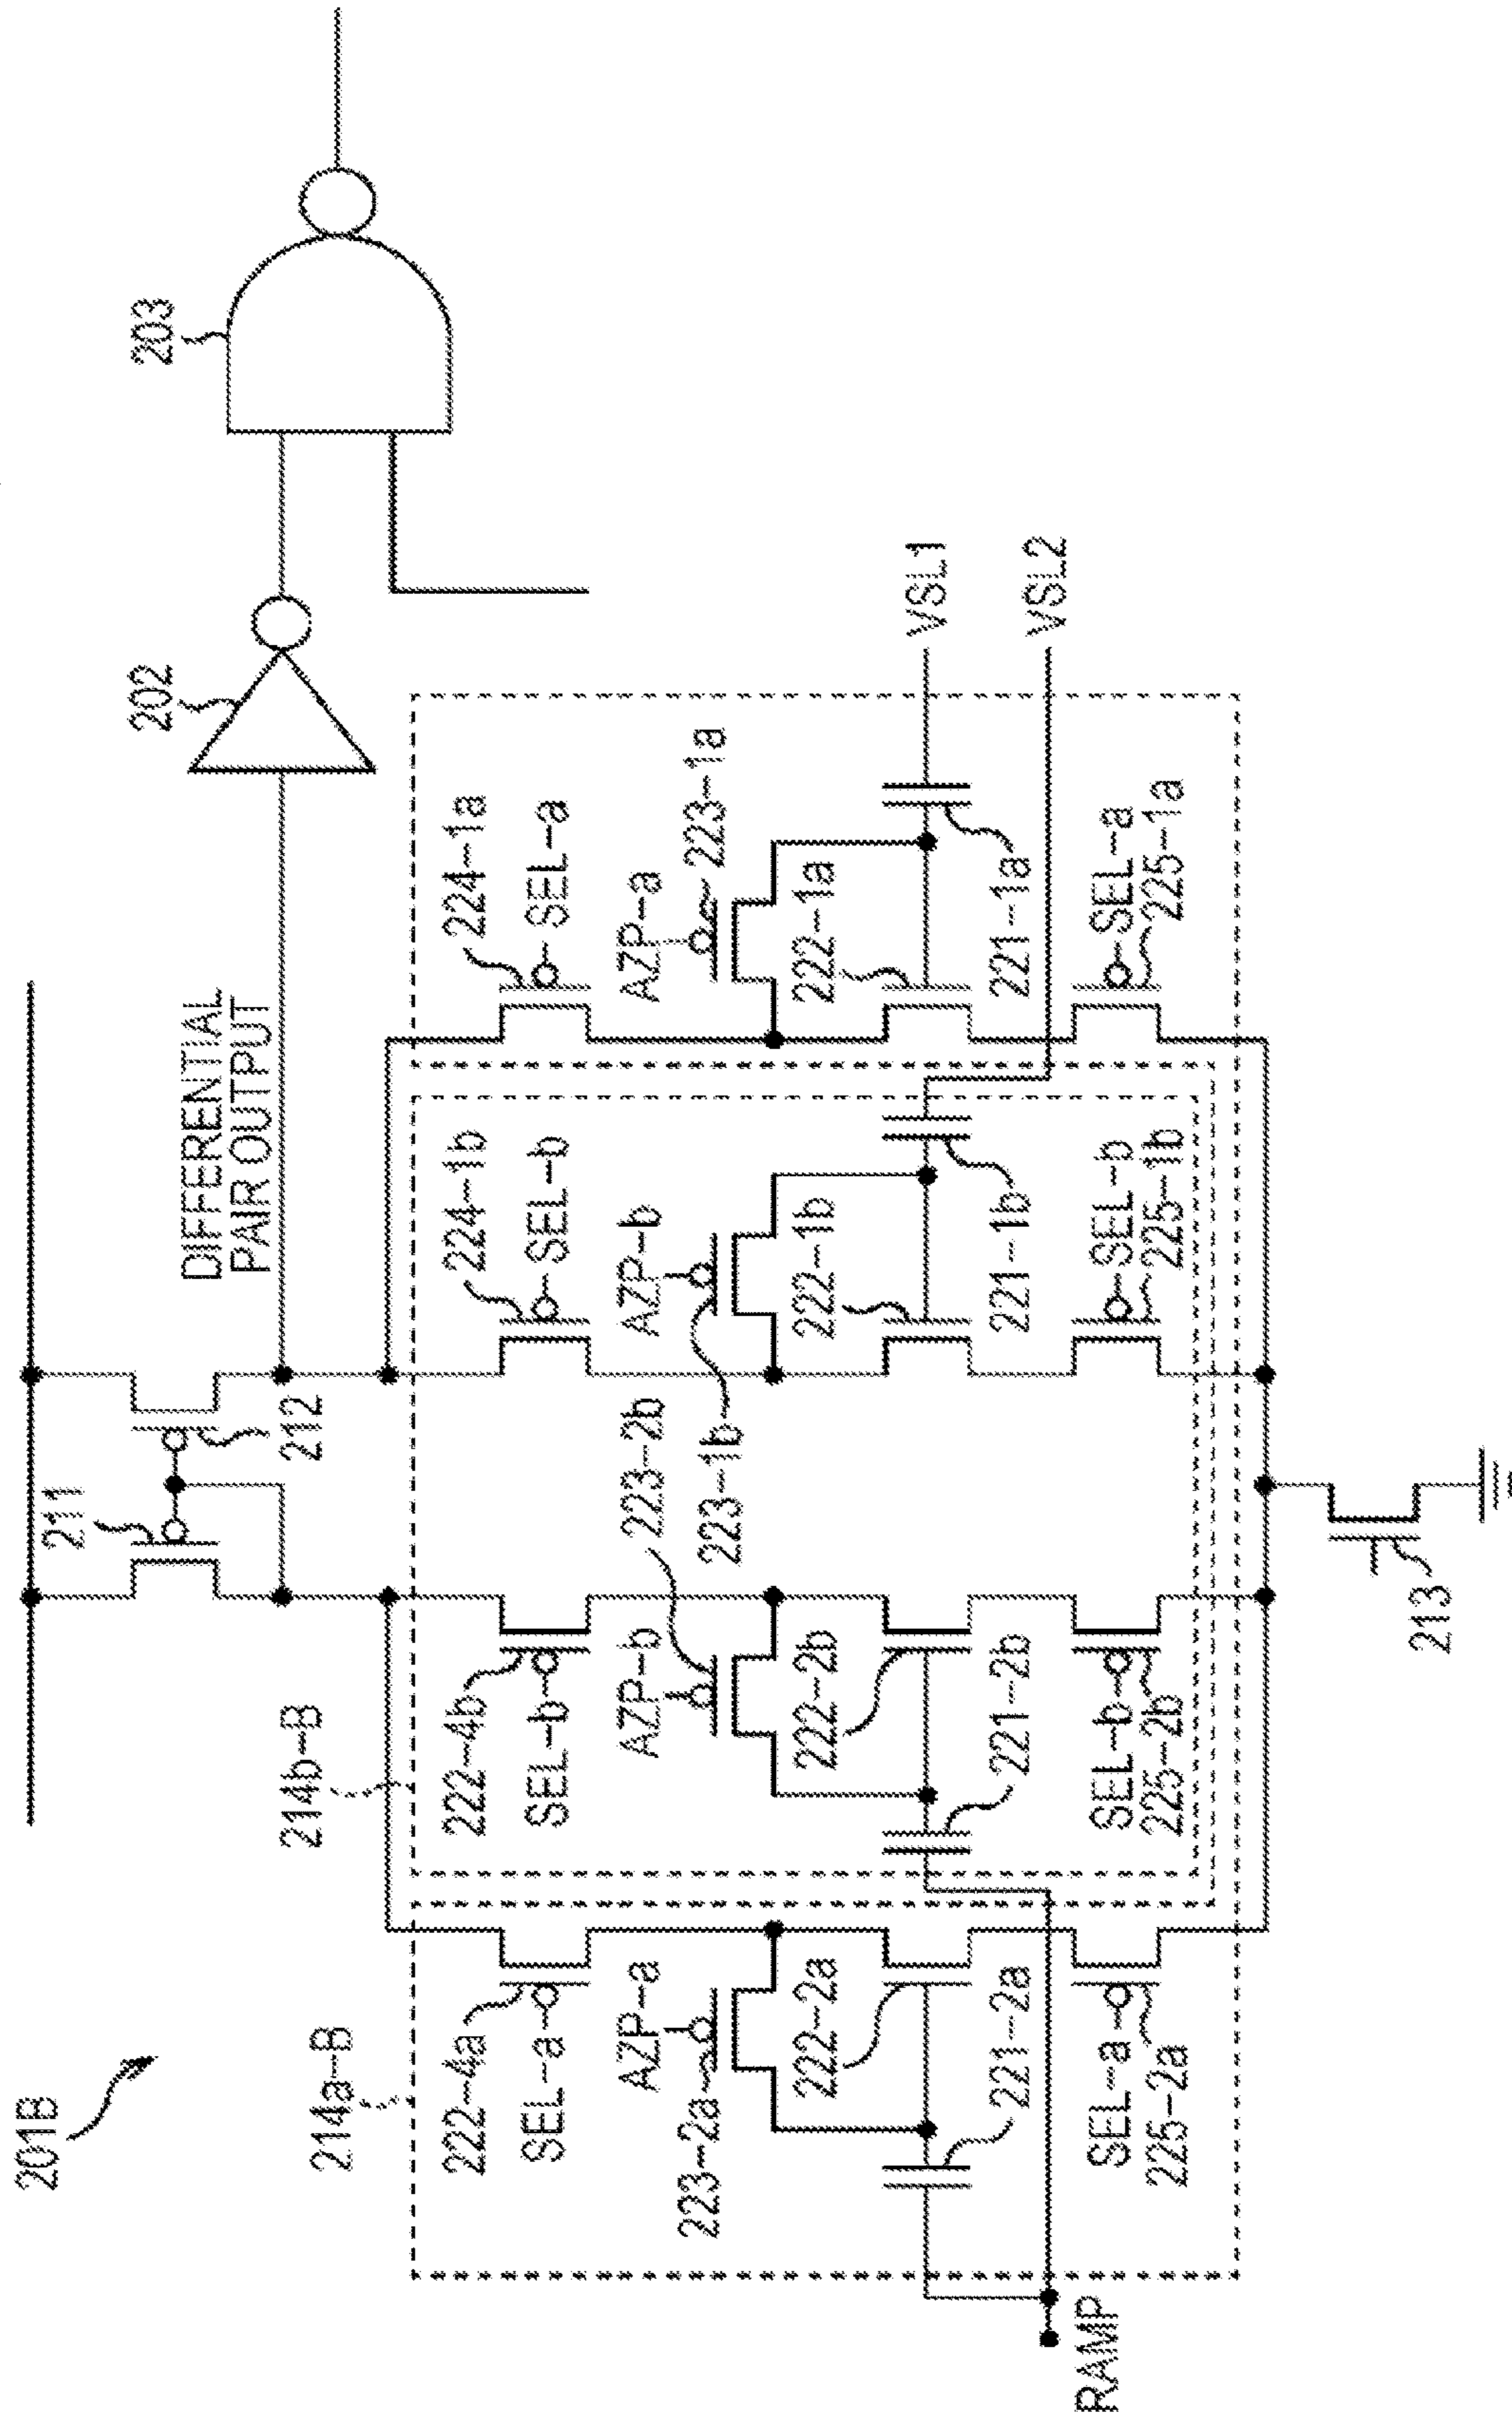 201B
211
212
DIFFERENTIAL
PAIR OUTPUT
202
203
214a–B
214b–B
222–4a
SEL–a
222–4b
SEL–b
224–1b
SEL–b
224–1a
SEL–a
AZP–a
223–2a
AZP–b
223–2b
AZP–b
223–1b
AZP–a
223–1a
222–2a
222–2b
222–1b
222–1a
221–2a
221–2b
221–1b
221–1a
VSL1
VSL2
RAMP
SEL–a
225–2a
SEL–b
225–2b
SEL–b
225–1b
SEL–a
225–1a
213